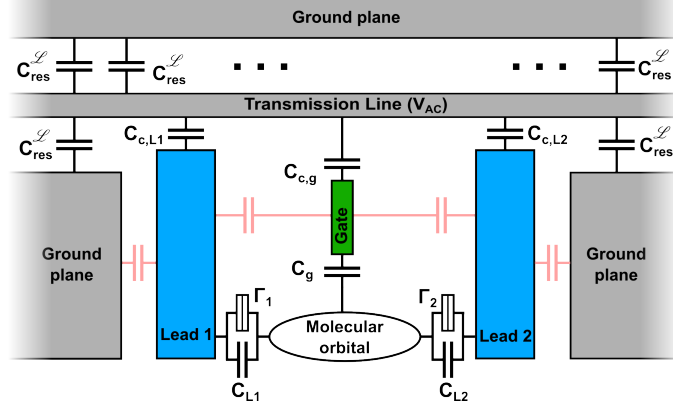 Ground plane
C_res^ℒ
C_res^ℒ
C_res^ℒ
Transmission Line (V_AC)
C_res^ℒ
C_c,L1
C_c,g
C_c,L2
C_res^ℒ
Gate
Ground
plane
C_g
Ground
plane
Γ_1
Γ_2
Lead 1
Molecular
orbital
Lead 2
C_L1
C_L2